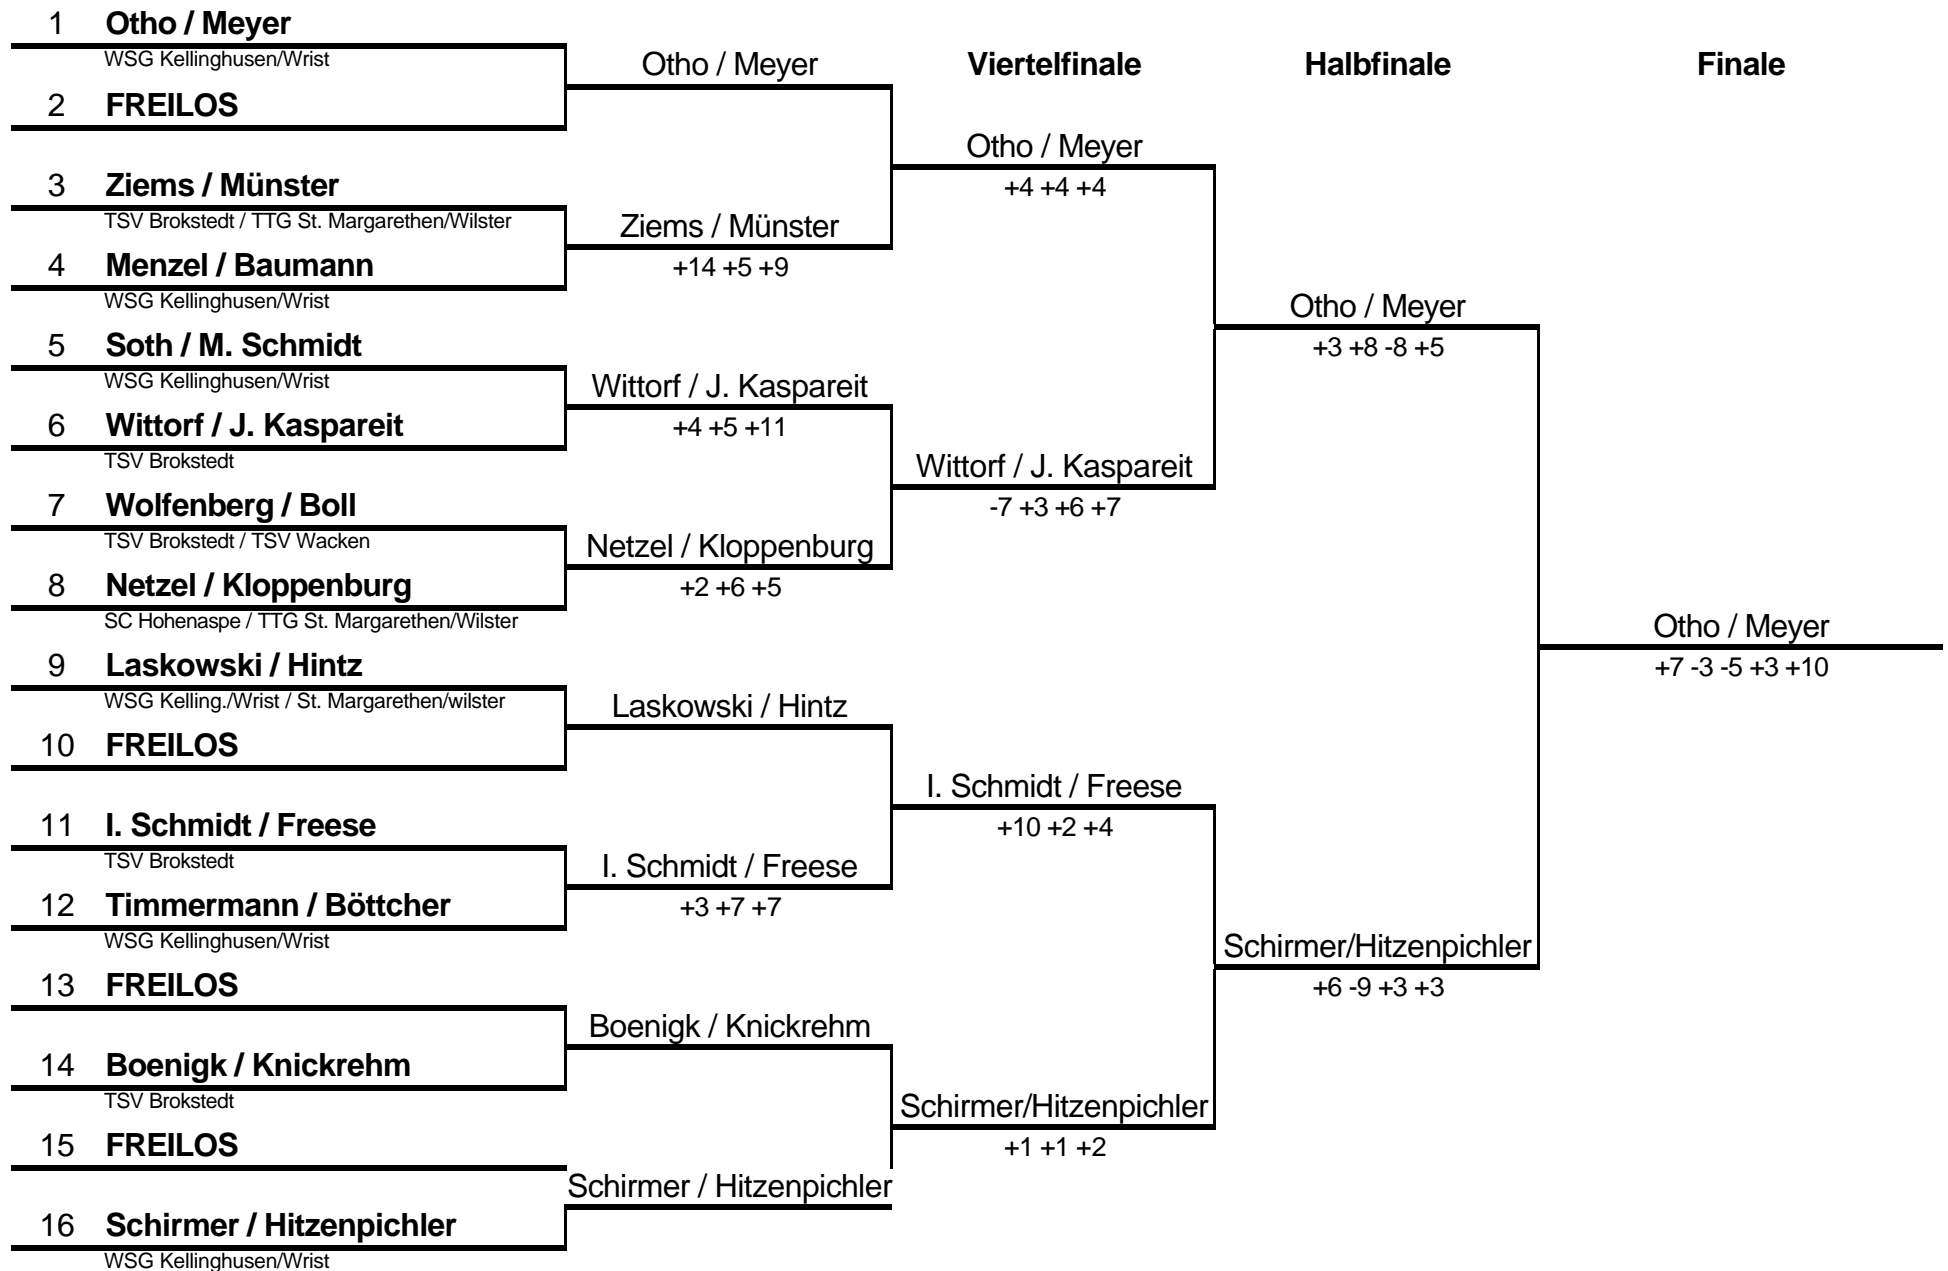 1 Otho / Meyer
WSG Kellinghusen/Wrist
Otho / Meyer
Viertelfinale
Halbfinale
Finale
2 FREILOS
Otho / Meyer
+4 +4 +4
3 Ziems / Münster
TSV Brokstedt / TTG St. Margarethen/Wilster
Ziems / Münster
+14 +5 +9
4 Menzel / Baumann
WSG Kellinghusen/Wrist
Otho / Meyer
+3 +8 -8 +5
5 Soth / M. Schmidt
WSG Kellinghusen/Wrist
Wittorf / J. Kaspareit
+4 +5 +11
6 Wittorf / J. Kaspareit
TSV Brokstedt
Wittorf / J. Kaspareit
-7 +3 +6 +7
7 Wolfenberg / Boll
TSV Brokstedt / TSV Wacken
Netzel / Kloppenburg
+2 +6 +5
8 Netzel / Kloppenburg
SC Hohenaspe / TTG St. Margarethen/Wilster
Otho / Meyer
+7 -3 -5 +3 +10
9 Laskowski / Hintz
WSG Kelling./Wrist / St. Margarethen/wilster
Laskowski / Hintz
10 FREILOS
I. Schmidt / Freese
+10 +2 +4
11 I. Schmidt / Freese
TSV Brokstedt
I. Schmidt / Freese
+3 +7 +7
12 Timmermann / Böttcher
WSG Kellinghusen/Wrist
Schirmer/Hitzenpichler
+6 -9 +3 +3
13 FREILOS
Boenigk / Knickrehm
14 Boenigk / Knickrehm
TSV Brokstedt
Schirmer/Hitzenpichler
+1 +1 +2
15 FREILOS
Schirmer / Hitzenpichler
16 Schirmer / Hitzenpichler
WSG Kellinghusen/Wrist